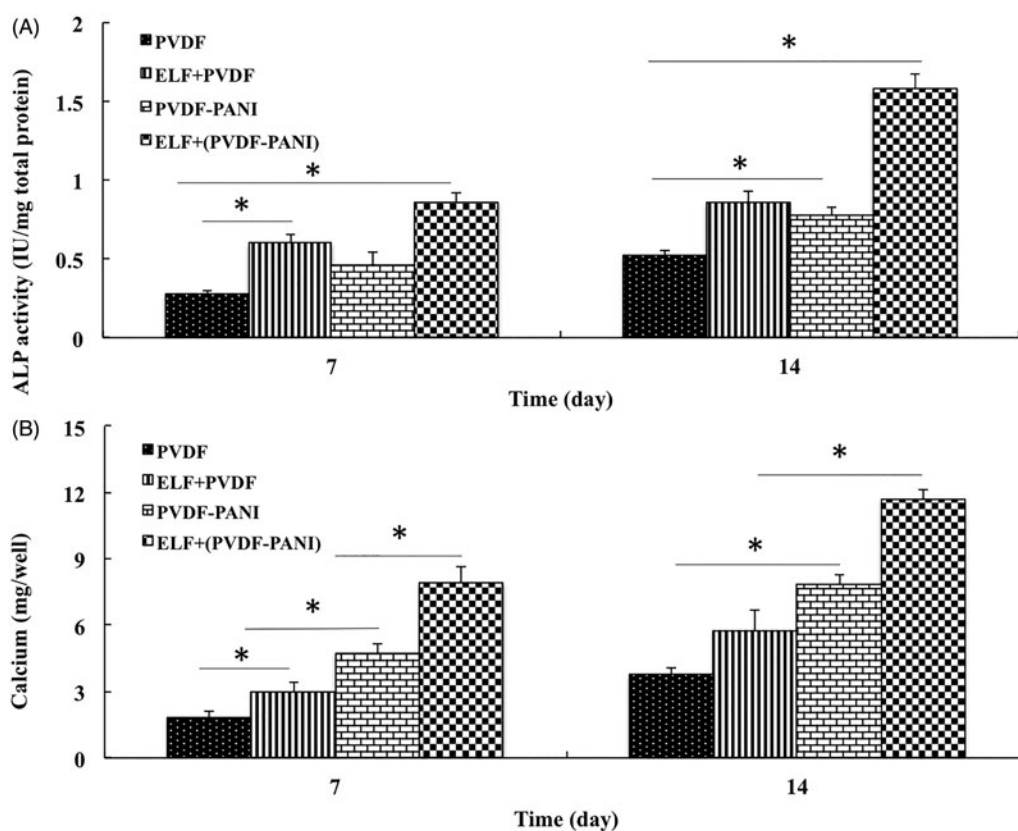 (A)
ALP activity (IU/mg total protein)
2
1.5
1
0.5
0
PVDF
ELF+PVDF
PVDF-PANI
ELF+(PVDF-PANI)
*
*
*
*
7
14
Time (day)
(B)
Calcium (mg/well)
15
12
9
6
3
0
PVDF
ELF+PVDF
PVDF-PANI
ELF+(PVDF-PANI)
*
*
*
*
*
7
14
Time (day)